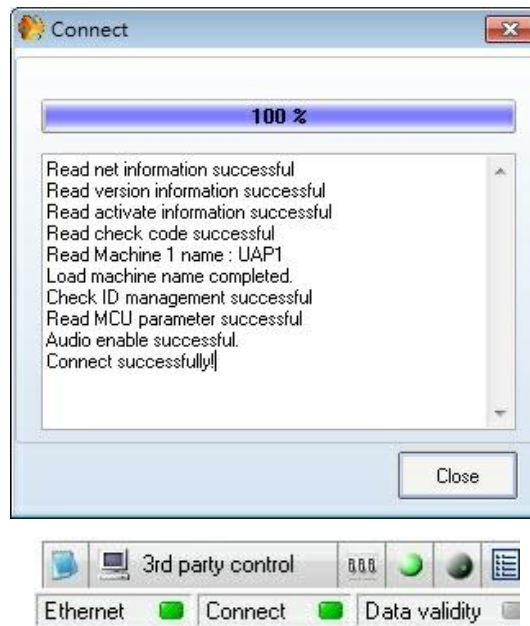 Connect
100 %
Read net information successful
Read version information successful
Read activate information successful
Read check code successful
Read Machine 1 name : UAP1
Load machine name completed.
Check ID management successful
Read MCU parameter successful
Audio enable successful.
Connect successfully!
Close
3rd party control
Ethernet Connect Data validity